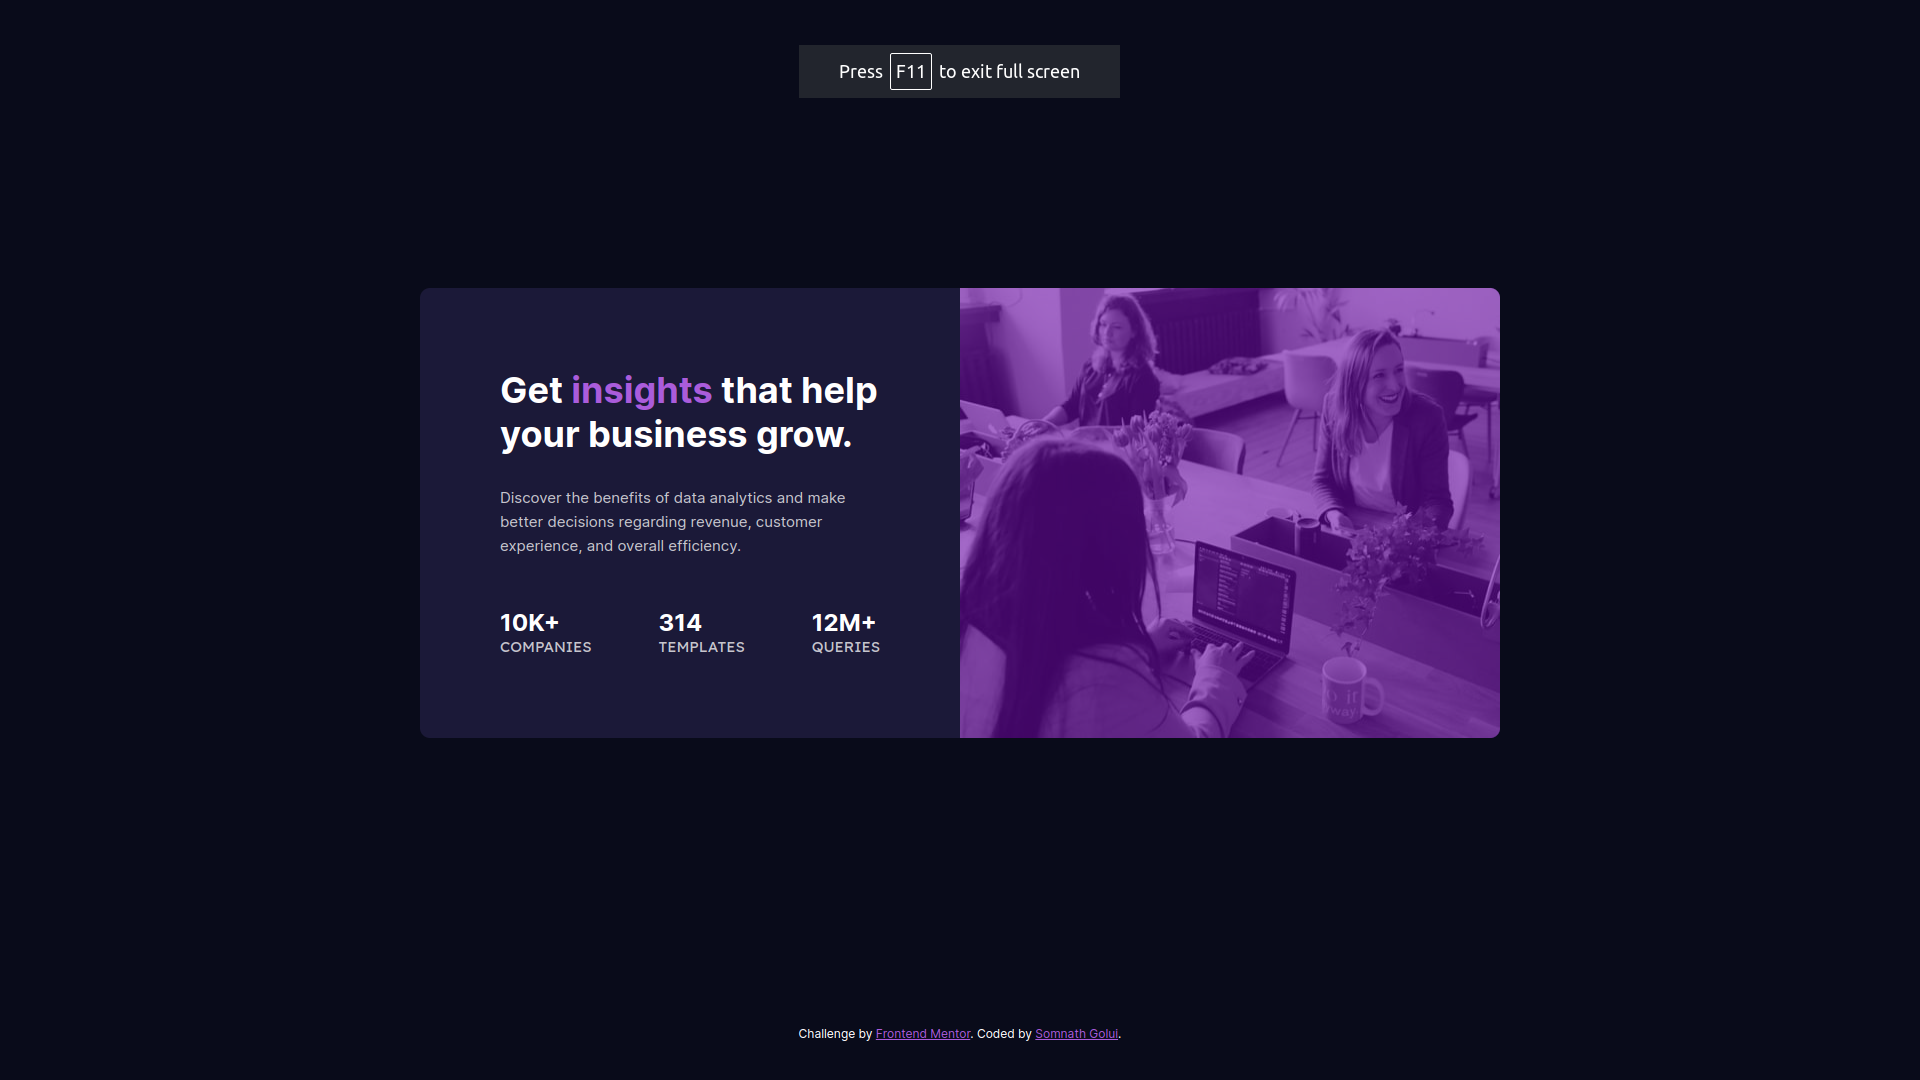 Press F11 to exit full screen
Get insights that help
your business grow.
Discover the benefits of data analytics and make
better decisions regarding revenue, customer
experience, and overall efficiency.
10K+ 314 12M+
COMPANIES TEMPLATES QUERIES
Challenge by Frontend Mentor. Coded by Somnath Golui.